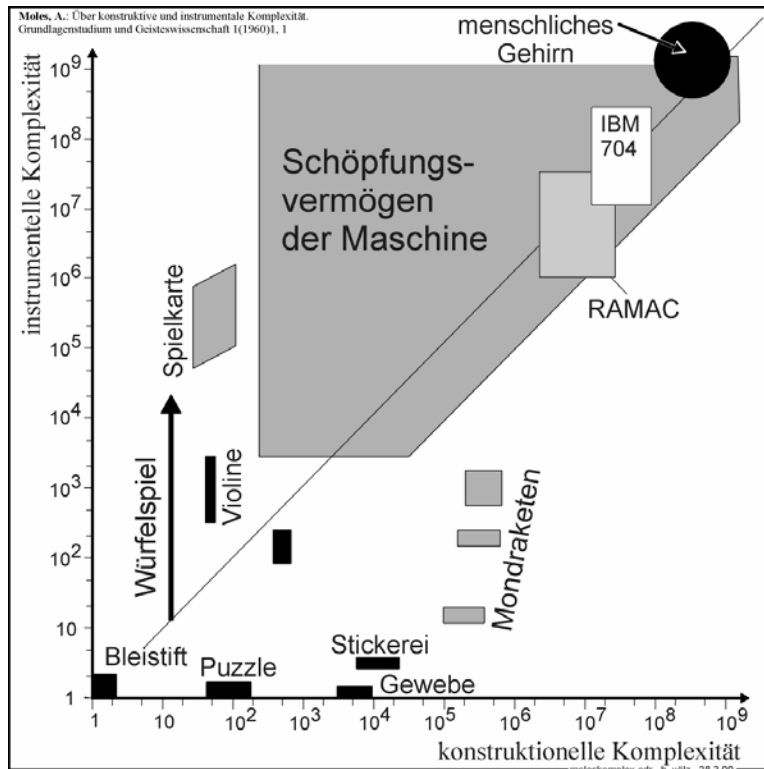 Moles, A.: Über konstruktive und instrumentale Komplexität.
Grundlagenstudium und Geisteswissenschaft 1(1960)1, 1
menschliches
Gehirn
instrumentelle Komplexität
10⁹
10⁸
10⁷
10⁶
10⁵
10⁴
10³
10²
10
1
IBM
704
Schöpfungs-
vermögen
der Maschine
RAMAC
Spielkarte
Würfelspiel
Violine
Mondraketen
Bleistift
Puzzle
Stickerei
Gewebe
1
10
10²
10³
10⁴
10⁵
10⁶
10⁷
10⁸
10⁹
konstruktionelle Komplexität